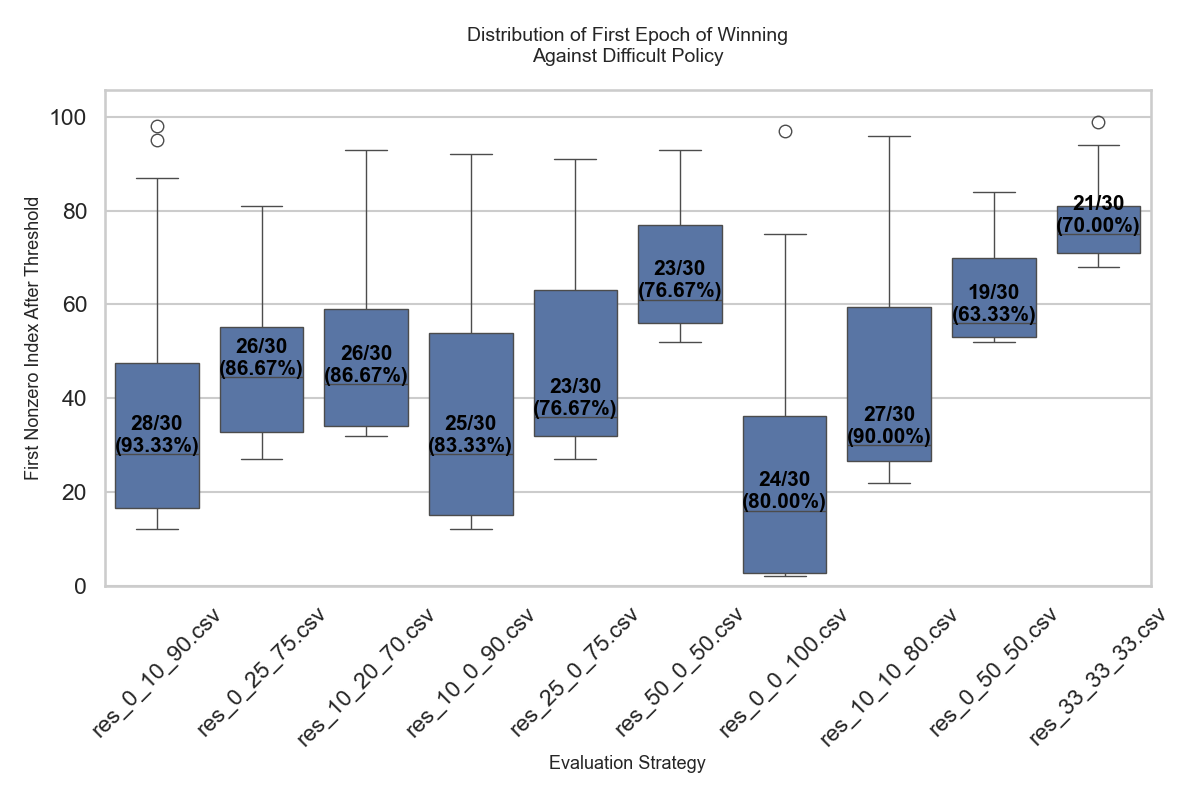 Distribution of First Epoch of Winning
Against Difficult Policy
First Nonzero Index After Threshold
100
80
60
40
20
0
28/30
(93.33%)
26/30
(86.67%)
26/30
(86.67%)
25/30
(83.33%)
23/30
(76.67%)
23/30
(76.67%)
24/30
(80.00%)
27/30
(90.00%)
19/30
(63.33%)
21/30
(70.00%)
res_0_10_90.csv
res_0_25_75.csv
res_10_20_70.csv
res_10_0_90.csv
res_25_0_75.csv
res_50_0_50.csv
res_0_0_100.csv
res_10_10_80.csv
res_0_50_50.csv
res_33_33_33.csv
Evaluation Strategy